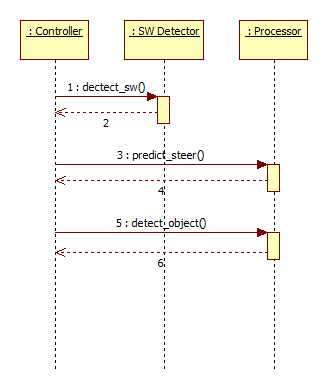 : Controller
: SW Detector
: Processor
1 : dectect_sw()
2
3 : predict_steer()
4
5 : detect_object()
6